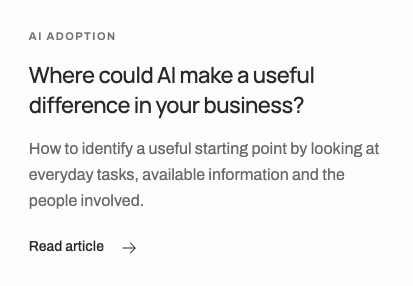 AI ADOPTION
Where could AI make a useful
difference in your business?
How to identify a useful starting point by looking at
everyday tasks, available information and the
people involved.
Read article →